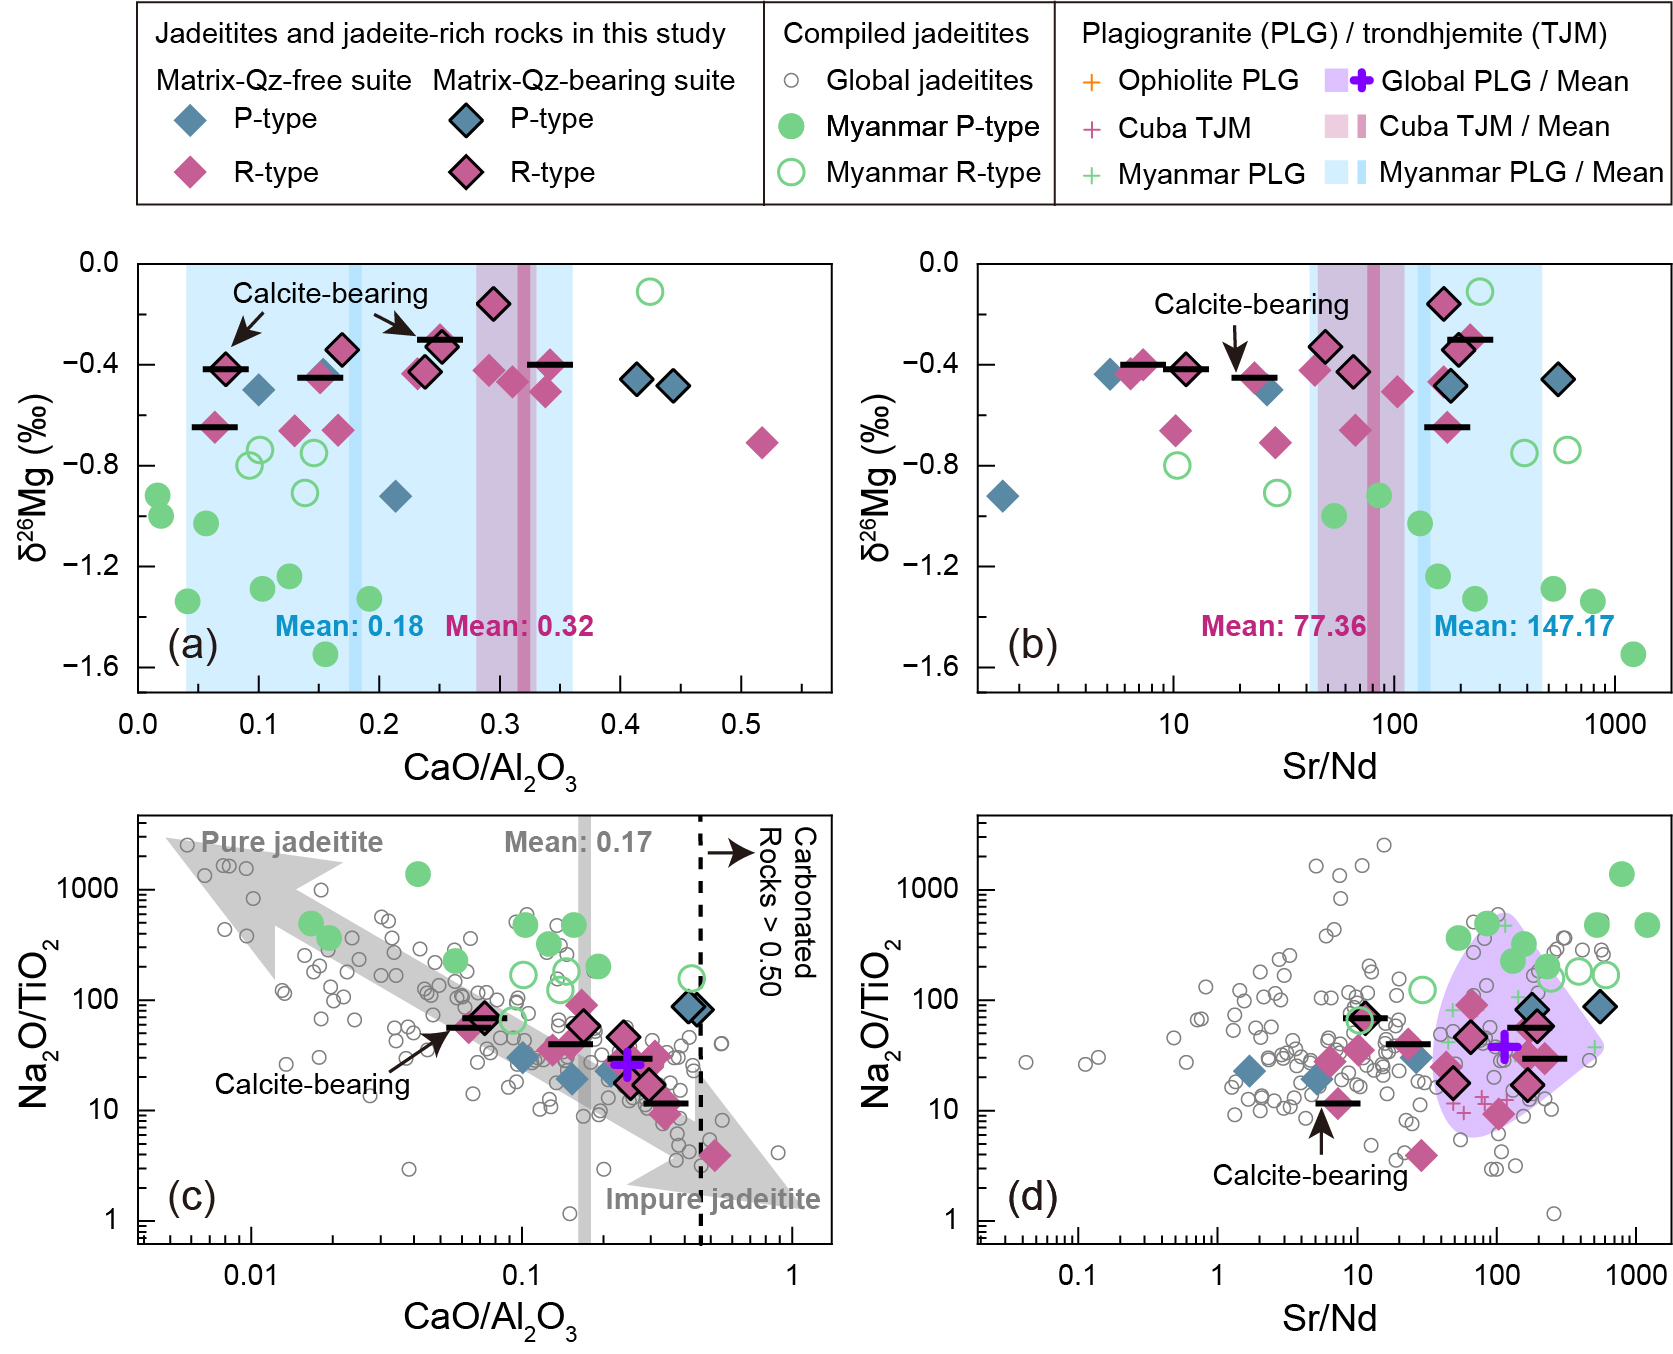 Jadeitites and jadeite-rich rocks in this study
Matrix-Qz-free suite
Matrix-Qz-bearing suite
P-type
P-type
R-type
R-type
Compiled jadeitites
Global jadeitites
Myanmar P-type
Myanmar R-type
Plagiogranite (PLG) / trondhjemite (TJM)
Ophiolite PLG
Global PLG / Mean
Cuba TJM
Cuba TJM / Mean
Myanmar PLG
Myanmar PLG / Mean
0.0
−0.4
−0.8
−1.2
−1.6
δ²⁶Mg (‰)
Calcite-bearing
Mean: 0.18
Mean: 0.32
(a)
0.0
0.1
0.2
0.3
0.4
0.5
CaO/Al₂O₃
0.0
−0.4
−0.8
−1.2
−1.6
δ²⁶Mg (‰)
Calcite-bearing
Mean: 77.36
Mean: 147.17
(b)
10
100
1000
Sr/Nd
1000
100
10
1
Na₂O/TiO₂
Pure jadeitite
Mean: 0.17
Carbonated
Rocks > 0.50
Calcite-bearing
Impure jadeitite
(c)
0.01
0.1
1
CaO/Al₂O₃
1000
100
10
1
Na₂O/TiO₂
Calcite-bearing
(d)
0.1
1
10
100
1000
Sr/Nd